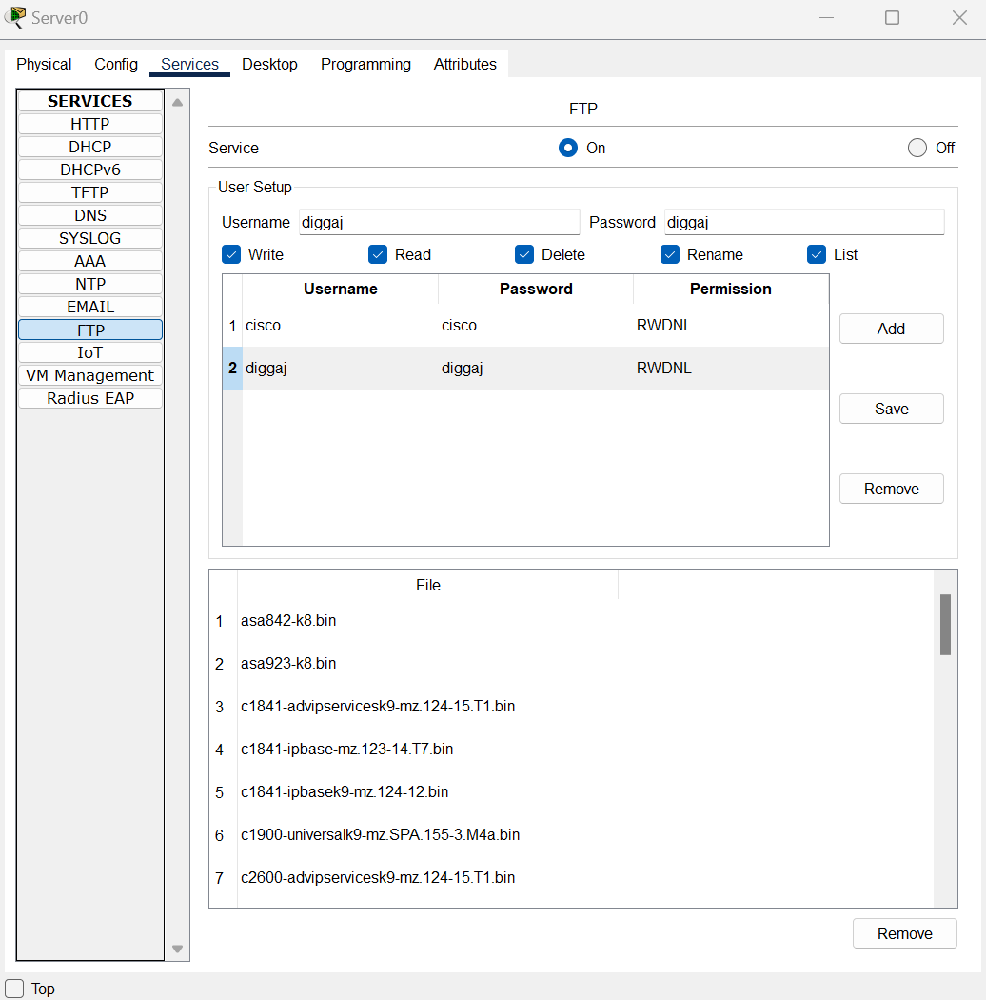 Server0
Physical Config Services Desktop Programming Attributes
SERVICES
HTTP
DHCP
DHCPv6
TFTP
DNS
SYSLOG
AAA
NTP
EMAIL
FTP
IoT
VM Management
Radius EAP
FTP
Service On Off
User Setup
Username diggaj Password diggaj
Write Read Delete Rename List
Username Password Permission
1 cisco cisco RWDNL
2 diggaj diggaj RWDNL
Add
Save
Remove
File
1 asa842-k8.bin
2 asa923-k8.bin
3 c1841-advipservicesk9-mz.124-15.T1.bin
4 c1841-ipbase-mz.123-14.T7.bin
5 c1841-ipbasek9-mz.124-12.bin
6 c1900-universalk9-mz.SPA.155-3.M4a.bin
7 c2600-advipservicesk9-mz.124-15.T1.bin
Remove
Top